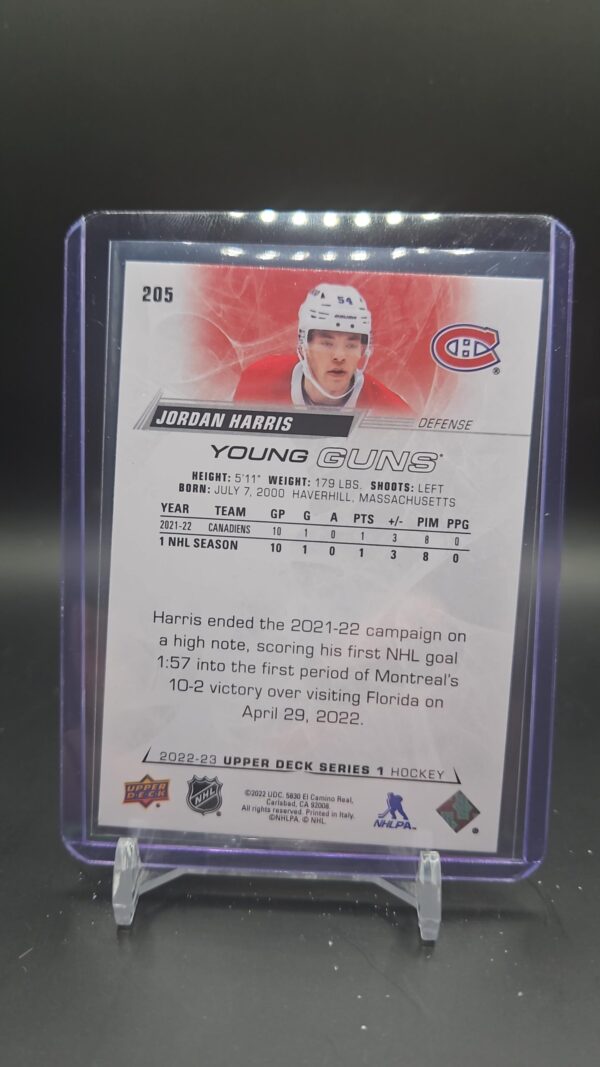 205
54
JORDAN HARRIS
DEFENSE
YOUNG GUNS
HEIGHT: 5'11" WEIGHT: 179 LBS. SHOOTS: LEFT
BORN: JULY 7, 2000 HAVERHILL, MASSACHUSETTS
YEAR TEAM GP G A PTS +/- PIM PPG
2021-22 CANADIENS 10 1 0 1 3 8 0
1 NHL SEASON 10 1 0 1 3 8 0
Harris ended the 2021-22 campaign on
a high note, scoring his first NHL goal
1:57 into the first period of Montreal's
10-2 victory over visiting Florida on
April 29, 2022.
2022-23 UPPER DECK SERIES 1 HOCKEY
UPPER DECK
NHL
©2022 UDC. 5830 El Camino Real,
Carlsbad, CA 92008.
All rights reserved. Printed in Italy.
©NHLPA. © NHL.
NHLPA